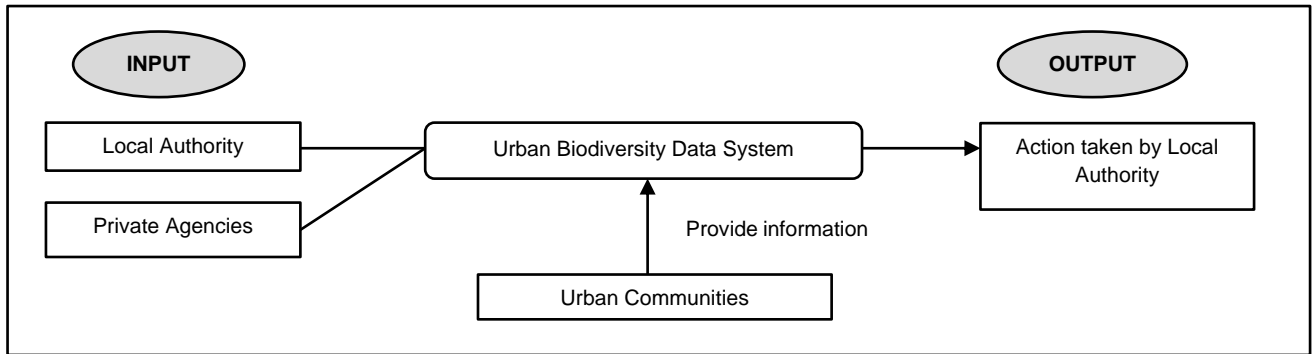 INPUT
OUTPUT
Local Authority
Urban Biodiversity Data System
Action taken by Local
Authority
Private Agencies
Provide information
Urban Communities